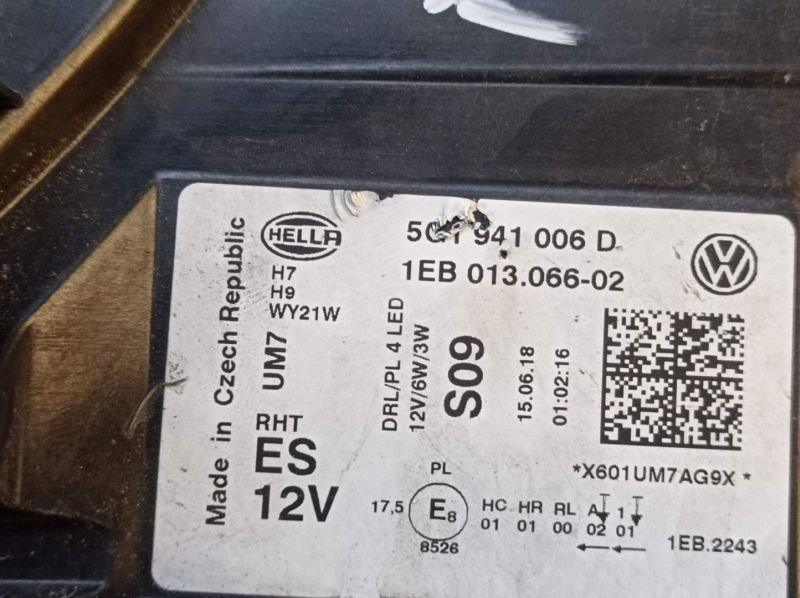 HELLA
5G1 941 006 D
1EB 013.066-02
H7
H9
WY21W
Made in Czech Republic
UM7
DRL/PL 4 LED
12V/6W/3W
S09
15.06.18
01:02:16
RHT
ES
12V
*X601UM7AG9X*
PL
17,5
E8
8526
HC HR RL A 1
01 01 00 02 01
1EB.2243